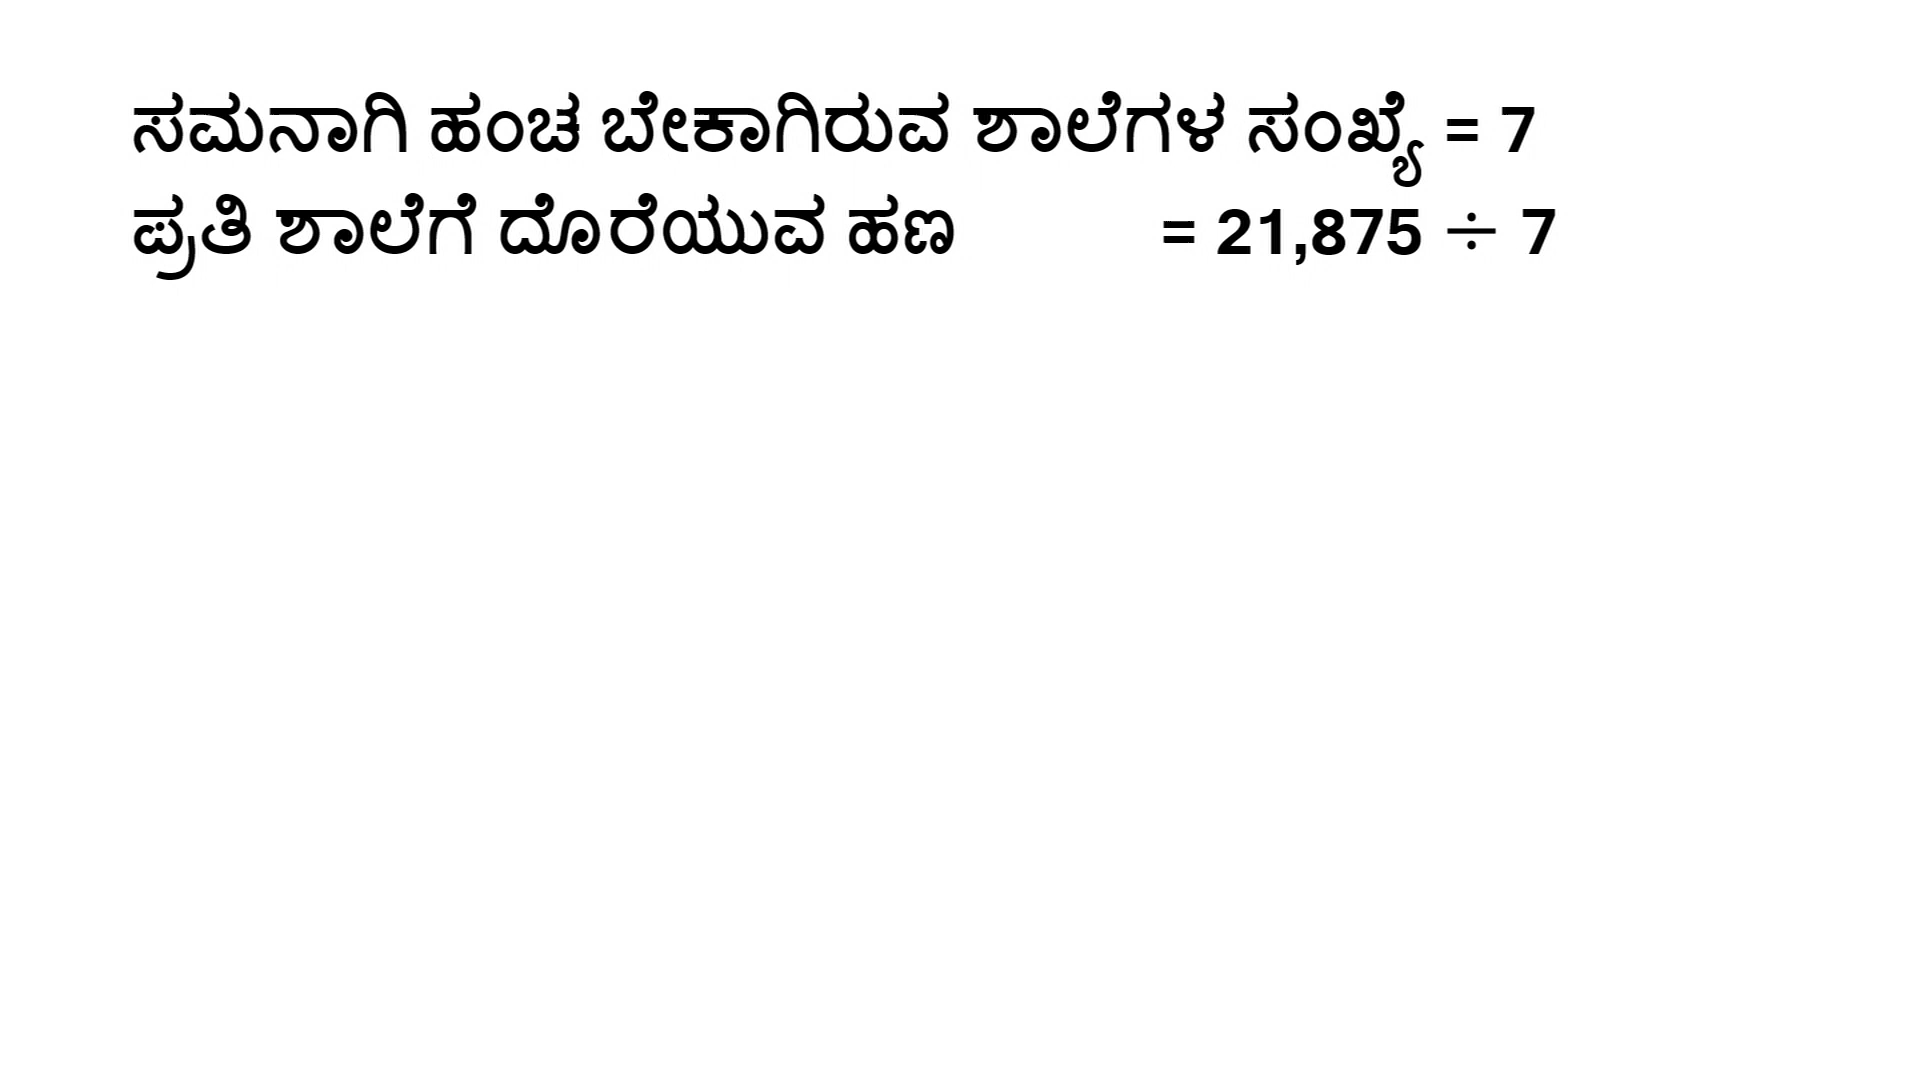 ಸಮನಾಗಿ ಹಂಚ ಬೇಕಾಗಿರುವ ಶಾಲೆಗಳ ಸಂಖ್ಯೆ = 7
ಪ್ರತಿ ಶಾಲೆಗೆ ದೊರೆಯುವ ಹಣ = 21,875 ÷ 7